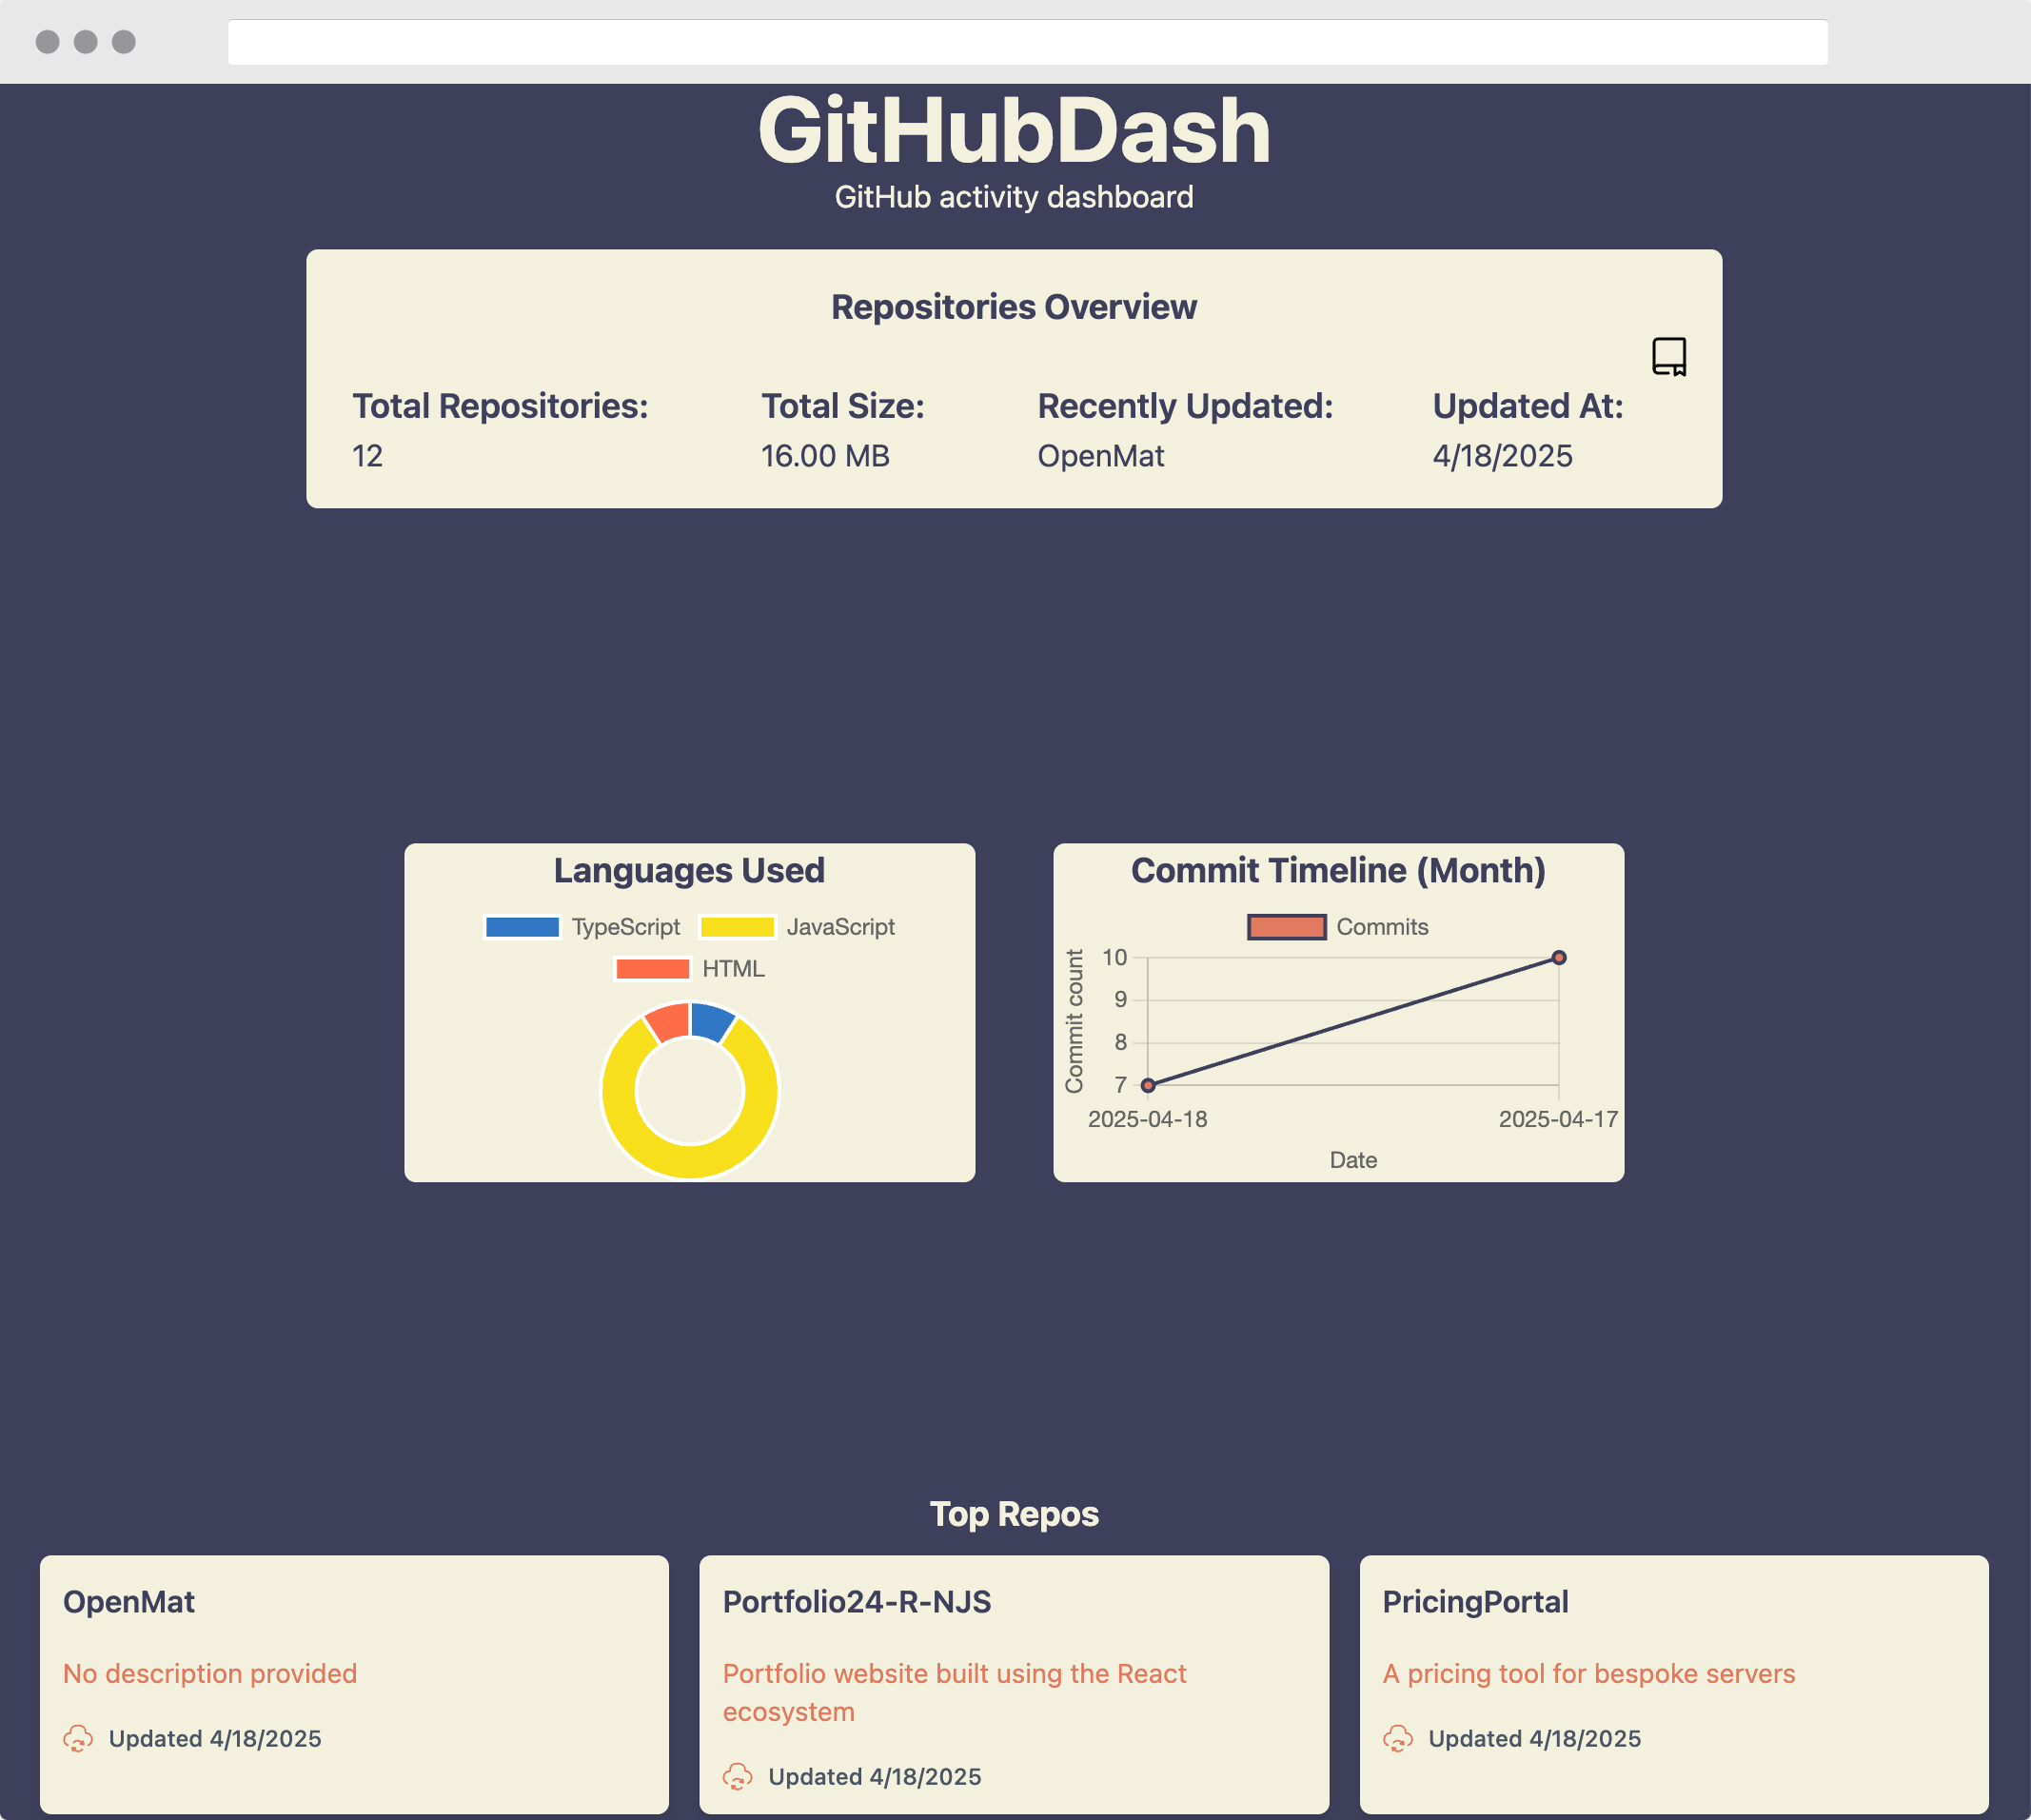 GitHubDash
GitHub activity dashboard
Repositories Overview
Total Repositories:
12
Total Size:
16.00 MB
Recently Updated:
OpenMat
Updated At:
4/18/2025
Languages Used
TypeScript
JavaScript
HTML
Commit Timeline (Month)
Commits
Commit count
10
9
8
7
2025-04-18
2025-04-17
Date
Top Repos
OpenMat
No description provided
Updated 4/18/2025
Portfolio24-R-NJS
Portfolio website built using the React
ecosystem
Updated 4/18/2025
PricingPortal
A pricing tool for bespoke servers
Updated 4/18/2025